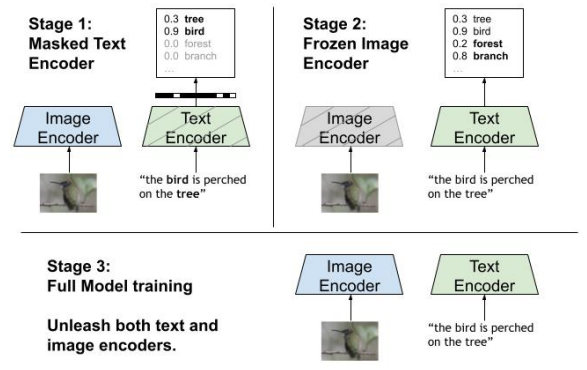 Stage 1:
Masked Text
Encoder
0.3 tree
0.9 bird
0.0 forest
0.0 branch
...
Image
Encoder
Text
Encoder
“the bird is perched
on the tree”
Stage 2:
Frozen Image
Encoder
0.3 tree
0.9 bird
0.2 forest
0.8 branch
...
Image
Encoder
Text
Encoder
“the bird is perched
on the tree”
Stage 3:
Full Model training
Unleash both text and
image encoders.
Image
Encoder
Text
Encoder
“the bird is perched
on the tree”